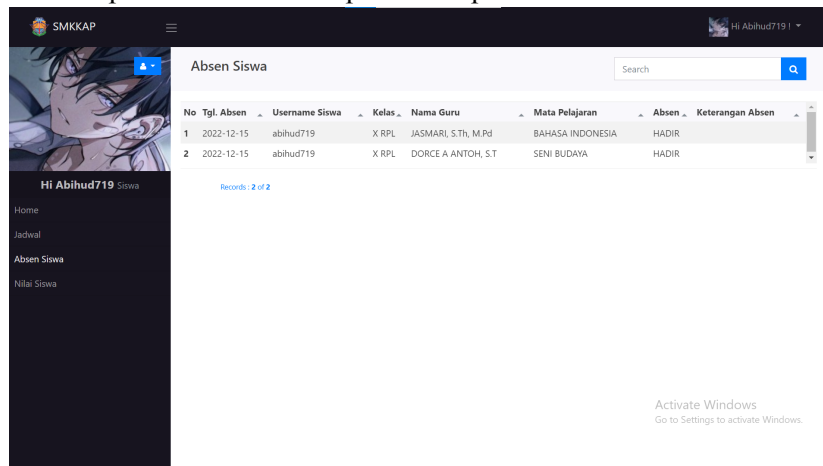 SMKKAP
Hi Abihud719 !
Absen Siswa
Search
No Tgl. Absen Username Siswa Kelas Nama Guru Mata Pelajaran Absen Keterangan Absen
1 2022-12-15 abihud719 X RPL JASMARI, S.Th, M.Pd BAHASA INDONESIA HADIR
2 2022-12-15 abihud719 X RPL DORCE A ANTOH, S.T SENI BUDAYA HADIR
Records : 2 of 2
Hi Abihud719 Siswa
Home
Jadwal
Absen Siswa
Nilai Siswa
Activate Windows
Go to Settings to activate Windows.